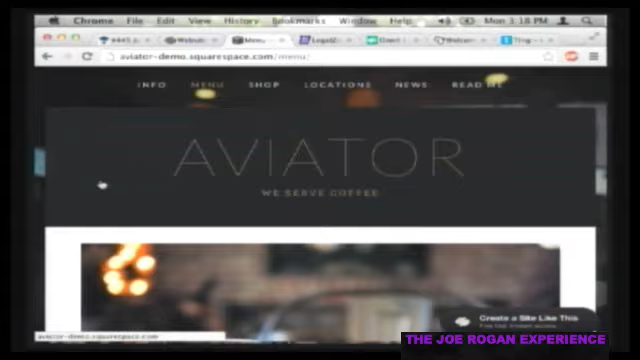 Chrome File Edit View History Bookmarks Window Help Mon 1:18 PM
aviator-demo.squarespace.com/menu/
INFO MENU SHOP LOCATIONS NEWS READ ME
AVIATOR
WE SERVE COFFEE
Create a Site Like This
aviator-demo.squarespace.com
THE JOE ROGAN EXPERIENCE